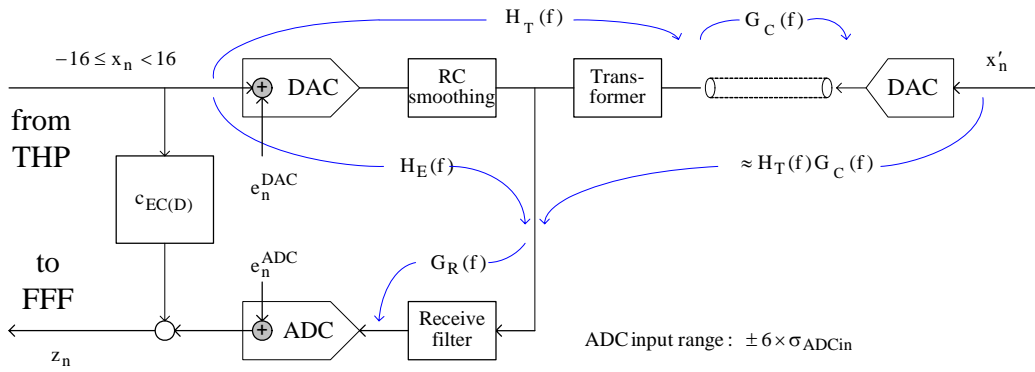 H_T(f)
G_C(f)
−16 ≤ x_n < 16
x′_n
DAC
RC
smoothing
Trans-
former
DAC
from
THP
H_E(f)
≈ H_T(f) G_C(f)
e_n^DAC
c_EC(D)
e_n^ADC
G_R(f)
to
FFF
ADC
Receive
filter
z_n
ADC input range: ± 6 × σ_ADCin